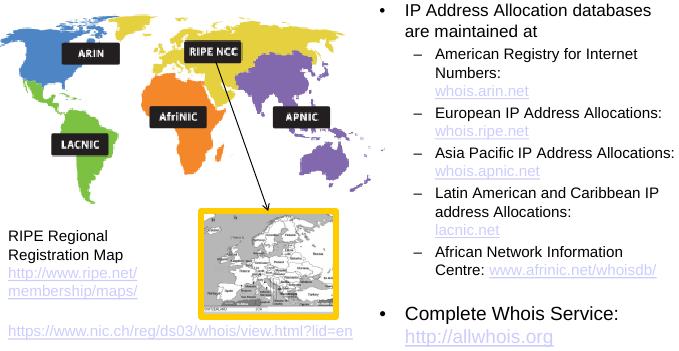 ARIN
RIPE NCC
AfriNIC
APNIC
LACNIC
RIPE Regional
Registration Map
http://www.ripe.net/
membership/maps/
https://www.nic.ch/reg/ds03/whois/view.html?lid=en
• IP Address Allocation databases
are maintained at
– American Registry for Internet
Numbers:
whois.arin.net
– European IP Address Allocations:
whois.ripe.net
– Asia Pacific IP Address Allocations:
whois.apnic.net
– Latin American and Caribbean IP
address Allocations:
lacnic.net
– African Network Information
Centre: www.afrinic.net/whoisdb/
• Complete Whois Service:
http://allwhois.org